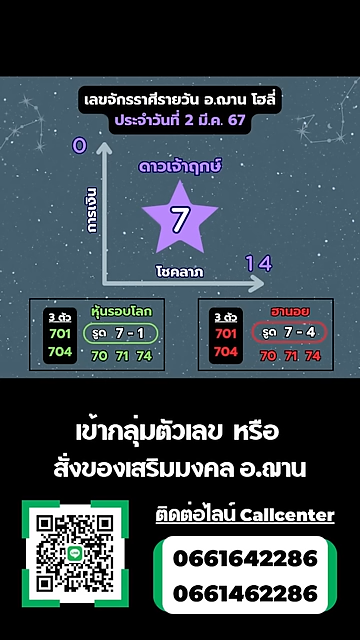 เลขจักรราศีรายวัน อ.ฌาน โฮลี่
ประจำวันที่ 2 มี.ค. 67
0
ดาวเจ้าฤกษ์
การเงิน
7
โชคลาภ
14
3 ตัว
701
704
หุ้นรอบโลก
รูด 7 - 1
70 71 74
3 ตัว
701
704
ฮานอย
รูด 7 - 4
70 71 74
เข้ากลุ่มตัวเลข หรือ
สั่งของเสริมมงคล อ.ฌาน
ติดต่อไลน์ Callcenter
0661642286
0661462286